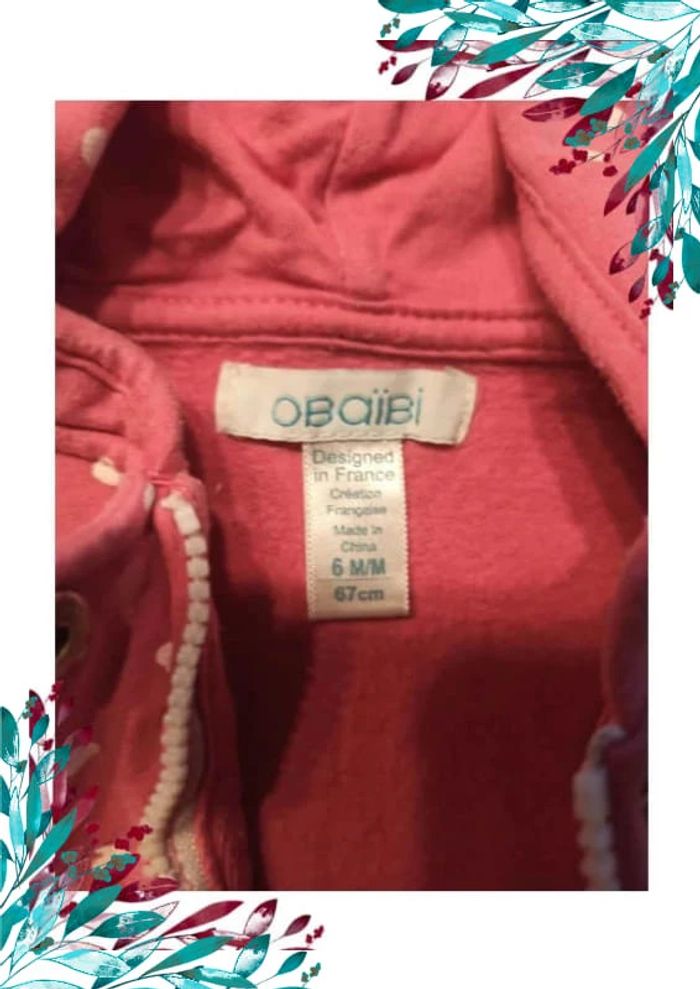 OBaïBi
Designed
in France
Création
Française
Made in
China
6 M/M
67cm